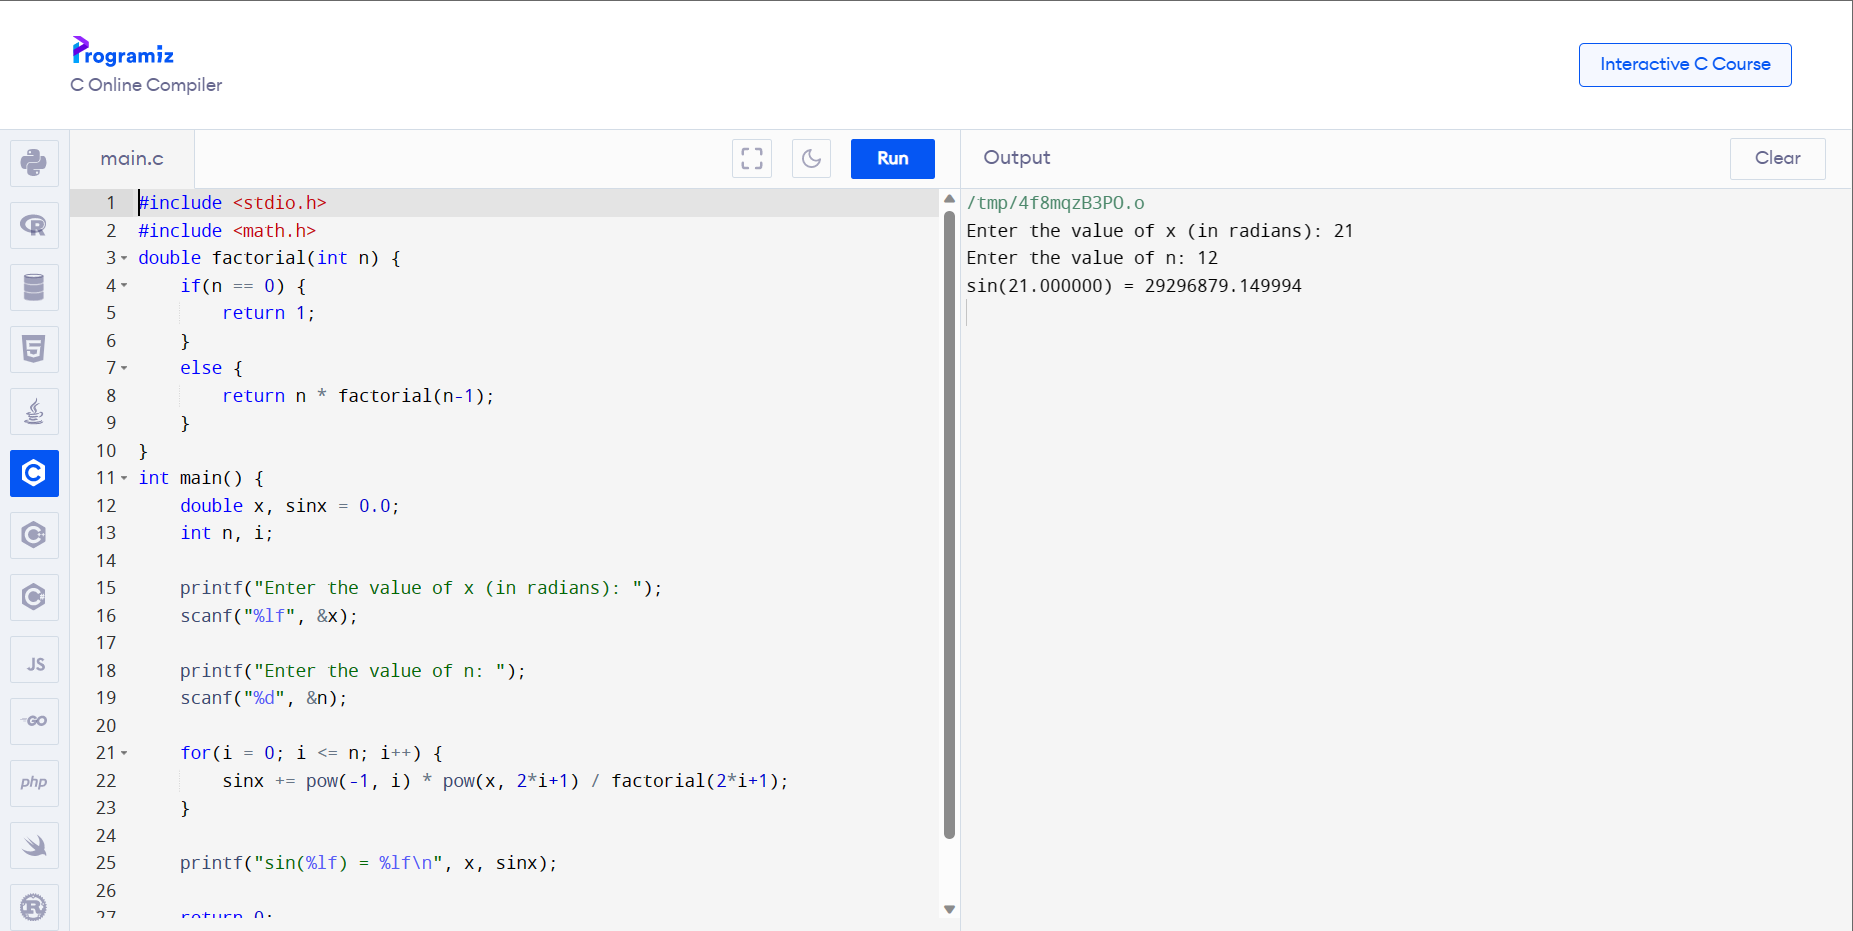 Programiz
C Online Compiler
Interactive C Course
main.c
Run
Output
Clear
1 #include <stdio.h>
2 #include <math.h>
3 double factorial(int n) {
4 if(n == 0) {
5 return 1;
6 }
7 else {
8 return n * factorial(n-1);
9 }
10 }
11 int main() {
12 double x, sinx = 0.0;
13 int n, i;
14
15 printf("Enter the value of x (in radians): ");
16 scanf("%lf", &x);
17
18 printf("Enter the value of n: ");
19 scanf("%d", &n);
20
21 for(i = 0; i <= n; i++) {
22 sinx += pow(-1, i) * pow(x, 2*i+1) / factorial(2*i+1);
23 }
24
25 printf("sin(%lf) = %lf\n", x, sinx);
26
27 return 0;
/tmp/4f8mqzB3PO.o
Enter the value of x (in radians): 21
Enter the value of n: 12
sin(21.000000) = 29296879.149994
R
5
C
C
C#
JS
GO
php
R